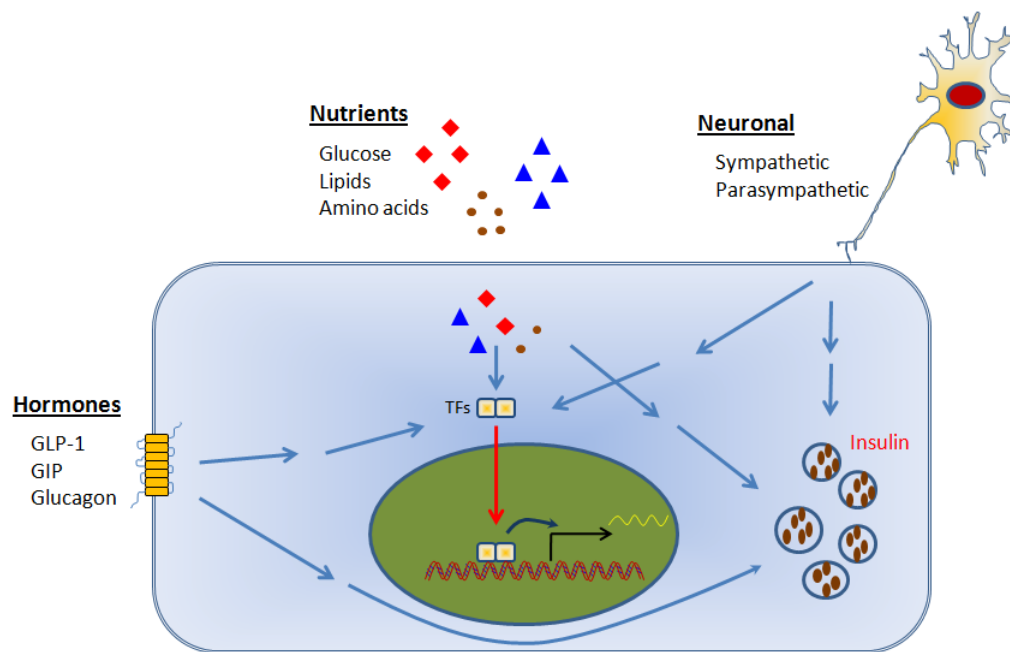 Nutrients
Glucose
Lipids
Amino acids
Neuronal
Sympathetic
Parasympathetic
Hormones
GLP-1
GIP
Glucagon
TFs
Insulin